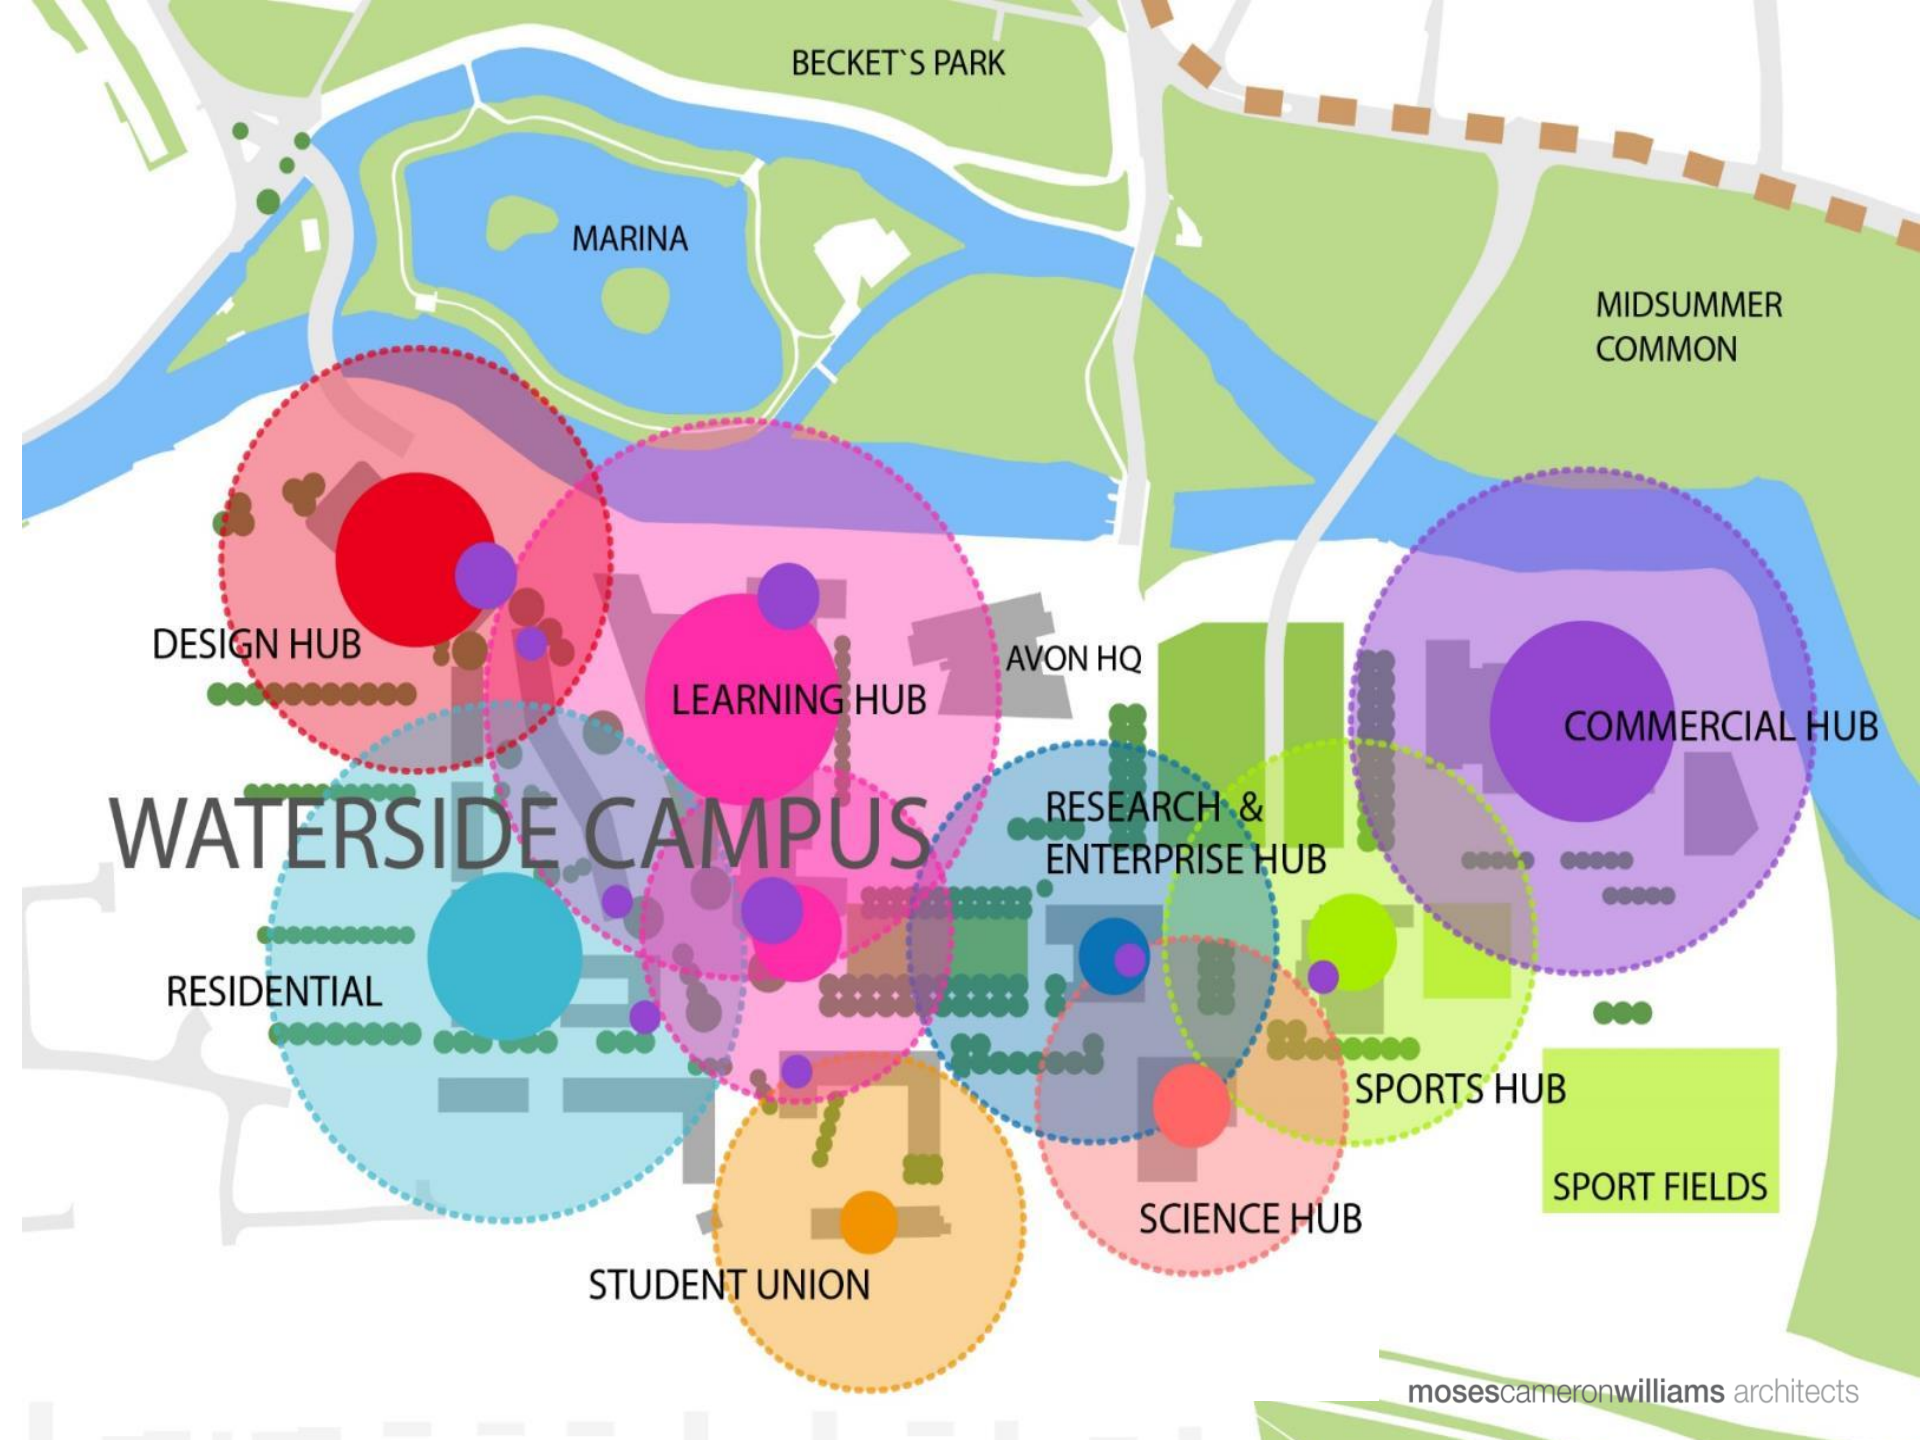 BECKET`S PARK
MARINA
MIDSUMMER
COMMON
DESIGN HUB
AVON HQ
LEARNING HUB
COMMERCIAL HUB
WATERSIDE CAMPUS
RESEARCH &
ENTERPRISE HUB
RESIDENTIAL
SPORTS HUB
SPORT FIELDS
SCIENCE HUB
STUDENT UNION
mosescameronwilliams architects